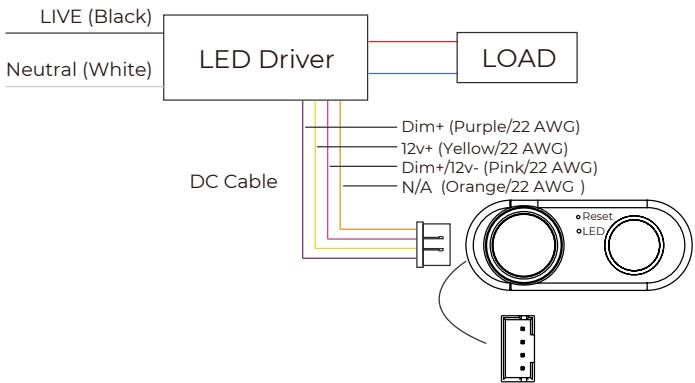 LIVE (Black)
Neutral (White)
LED Driver
LOAD
Dim+ (Purple/22 AWG)
12v+ (Yellow/22 AWG)
Dim+/12v- (Pink/22 AWG)
N/A (Orange/22 AWG )
DC Cable
Reset
LED